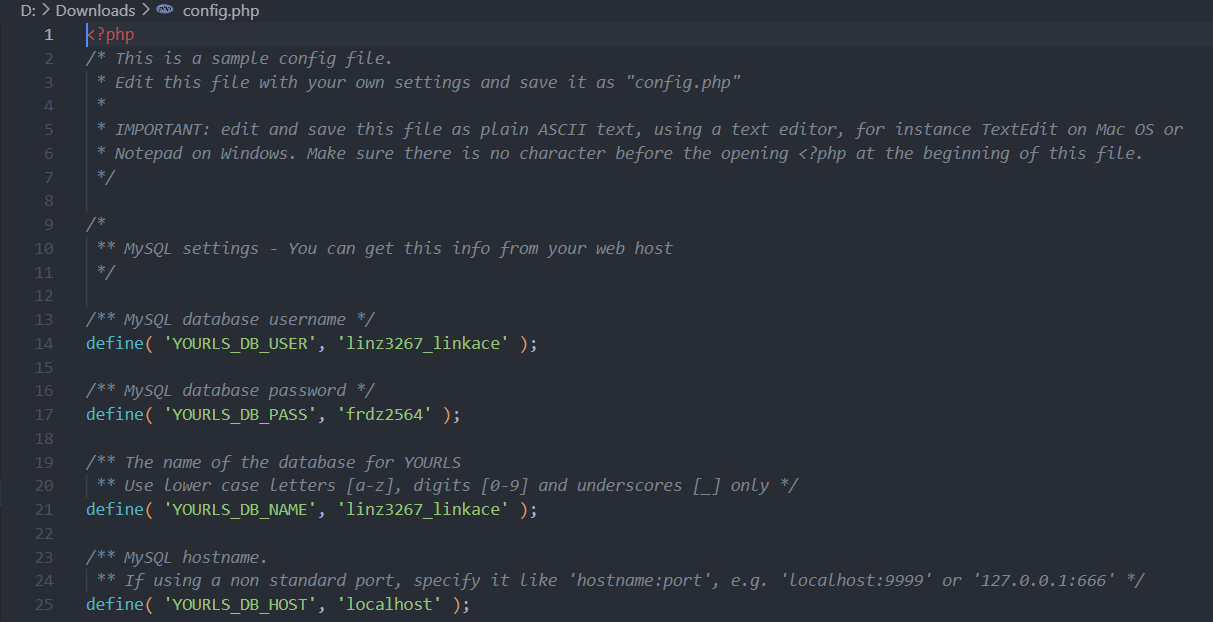 D: > Downloads > php config.php
1 <?php
2 /* This is a sample config file.
3  * Edit this file with your own settings and save it as "config.php"
4  *
5  * IMPORTANT: edit and save this file as plain ASCII text, using a text editor, for instance TextEdit on Mac OS or
6  * Notepad on Windows. Make sure there is no character before the opening <?php at the beginning of this file.
7  */
8
9 /*
10  ** MySQL settings - You can get this info from your web host
11  */
12
13 /** MySQL database username */
14 define( 'YOURLS_DB_USER', 'linz3267_linkace' );
15
16 /** MySQL database password */
17 define( 'YOURLS_DB_PASS', 'frdz2564' );
18
19 /** The name of the database for YOURLS
20  ** Use lower case letters [a-z], digits [0-9] and underscores [_] only */
21 define( 'YOURLS_DB_NAME', 'linz3267_linkace' );
22
23 /** MySQL hostname.
24  ** If using a non standard port, specify it like 'hostname:port', e.g. 'localhost:9999' or '127.0.0.1:666' */
25 define( 'YOURLS_DB_HOST', 'localhost' );